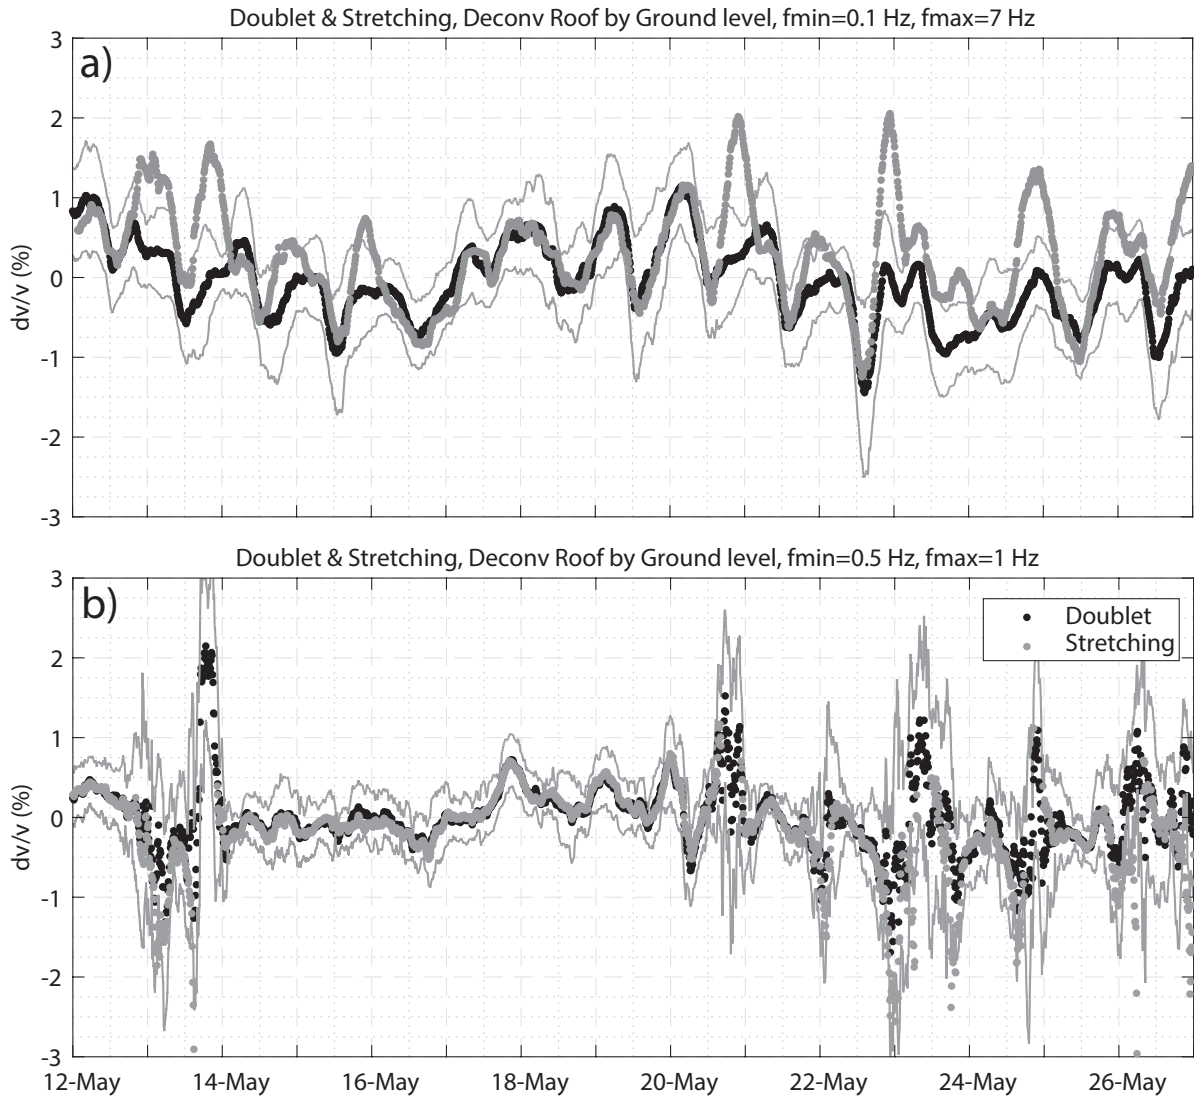 Doublet & Stretching, Deconv Roof by Ground level, fmin=0.1 Hz, fmax=7 Hz
a)
3
2
1
0
-1
-2
-3
dv/v (%)
Doublet & Stretching, Deconv Roof by Ground level, fmin=0.5 Hz, fmax=1 Hz
b)
Doublet
Stretching
3
2
1
0
-1
-2
-3
dv/v (%)
12-May 14-May 16-May 18-May 20-May 22-May 24-May 26-May